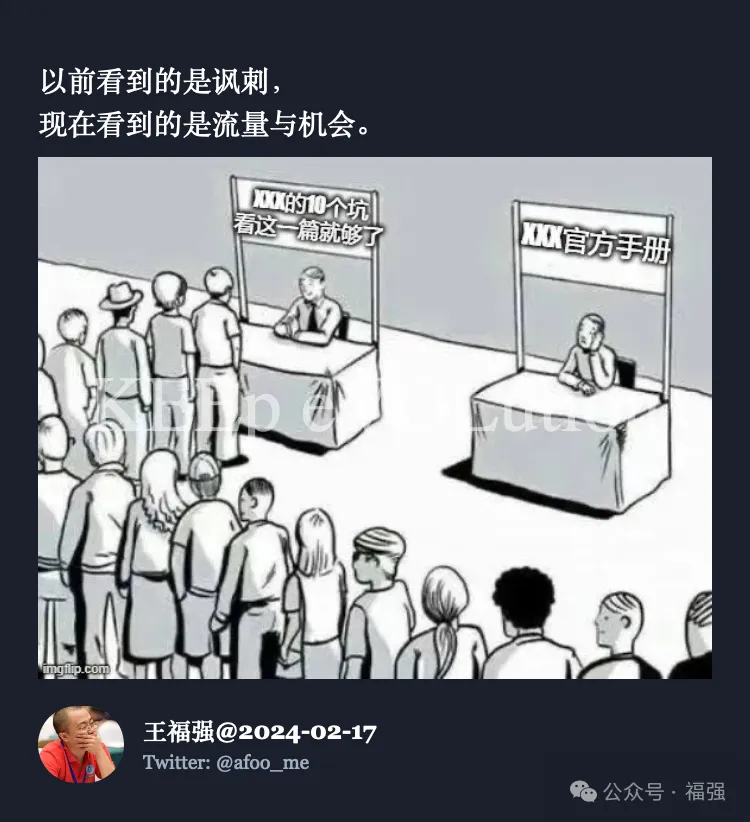 以前看到的是讽刺，
现在看到的是流量与机会。
XXX的10个坑
看这一篇就够了
XXX官方手册
KEEp eVOLution
imgflip.com
王福强@2024-02-17
Twitter: @afoo_me
公众号 · 福强